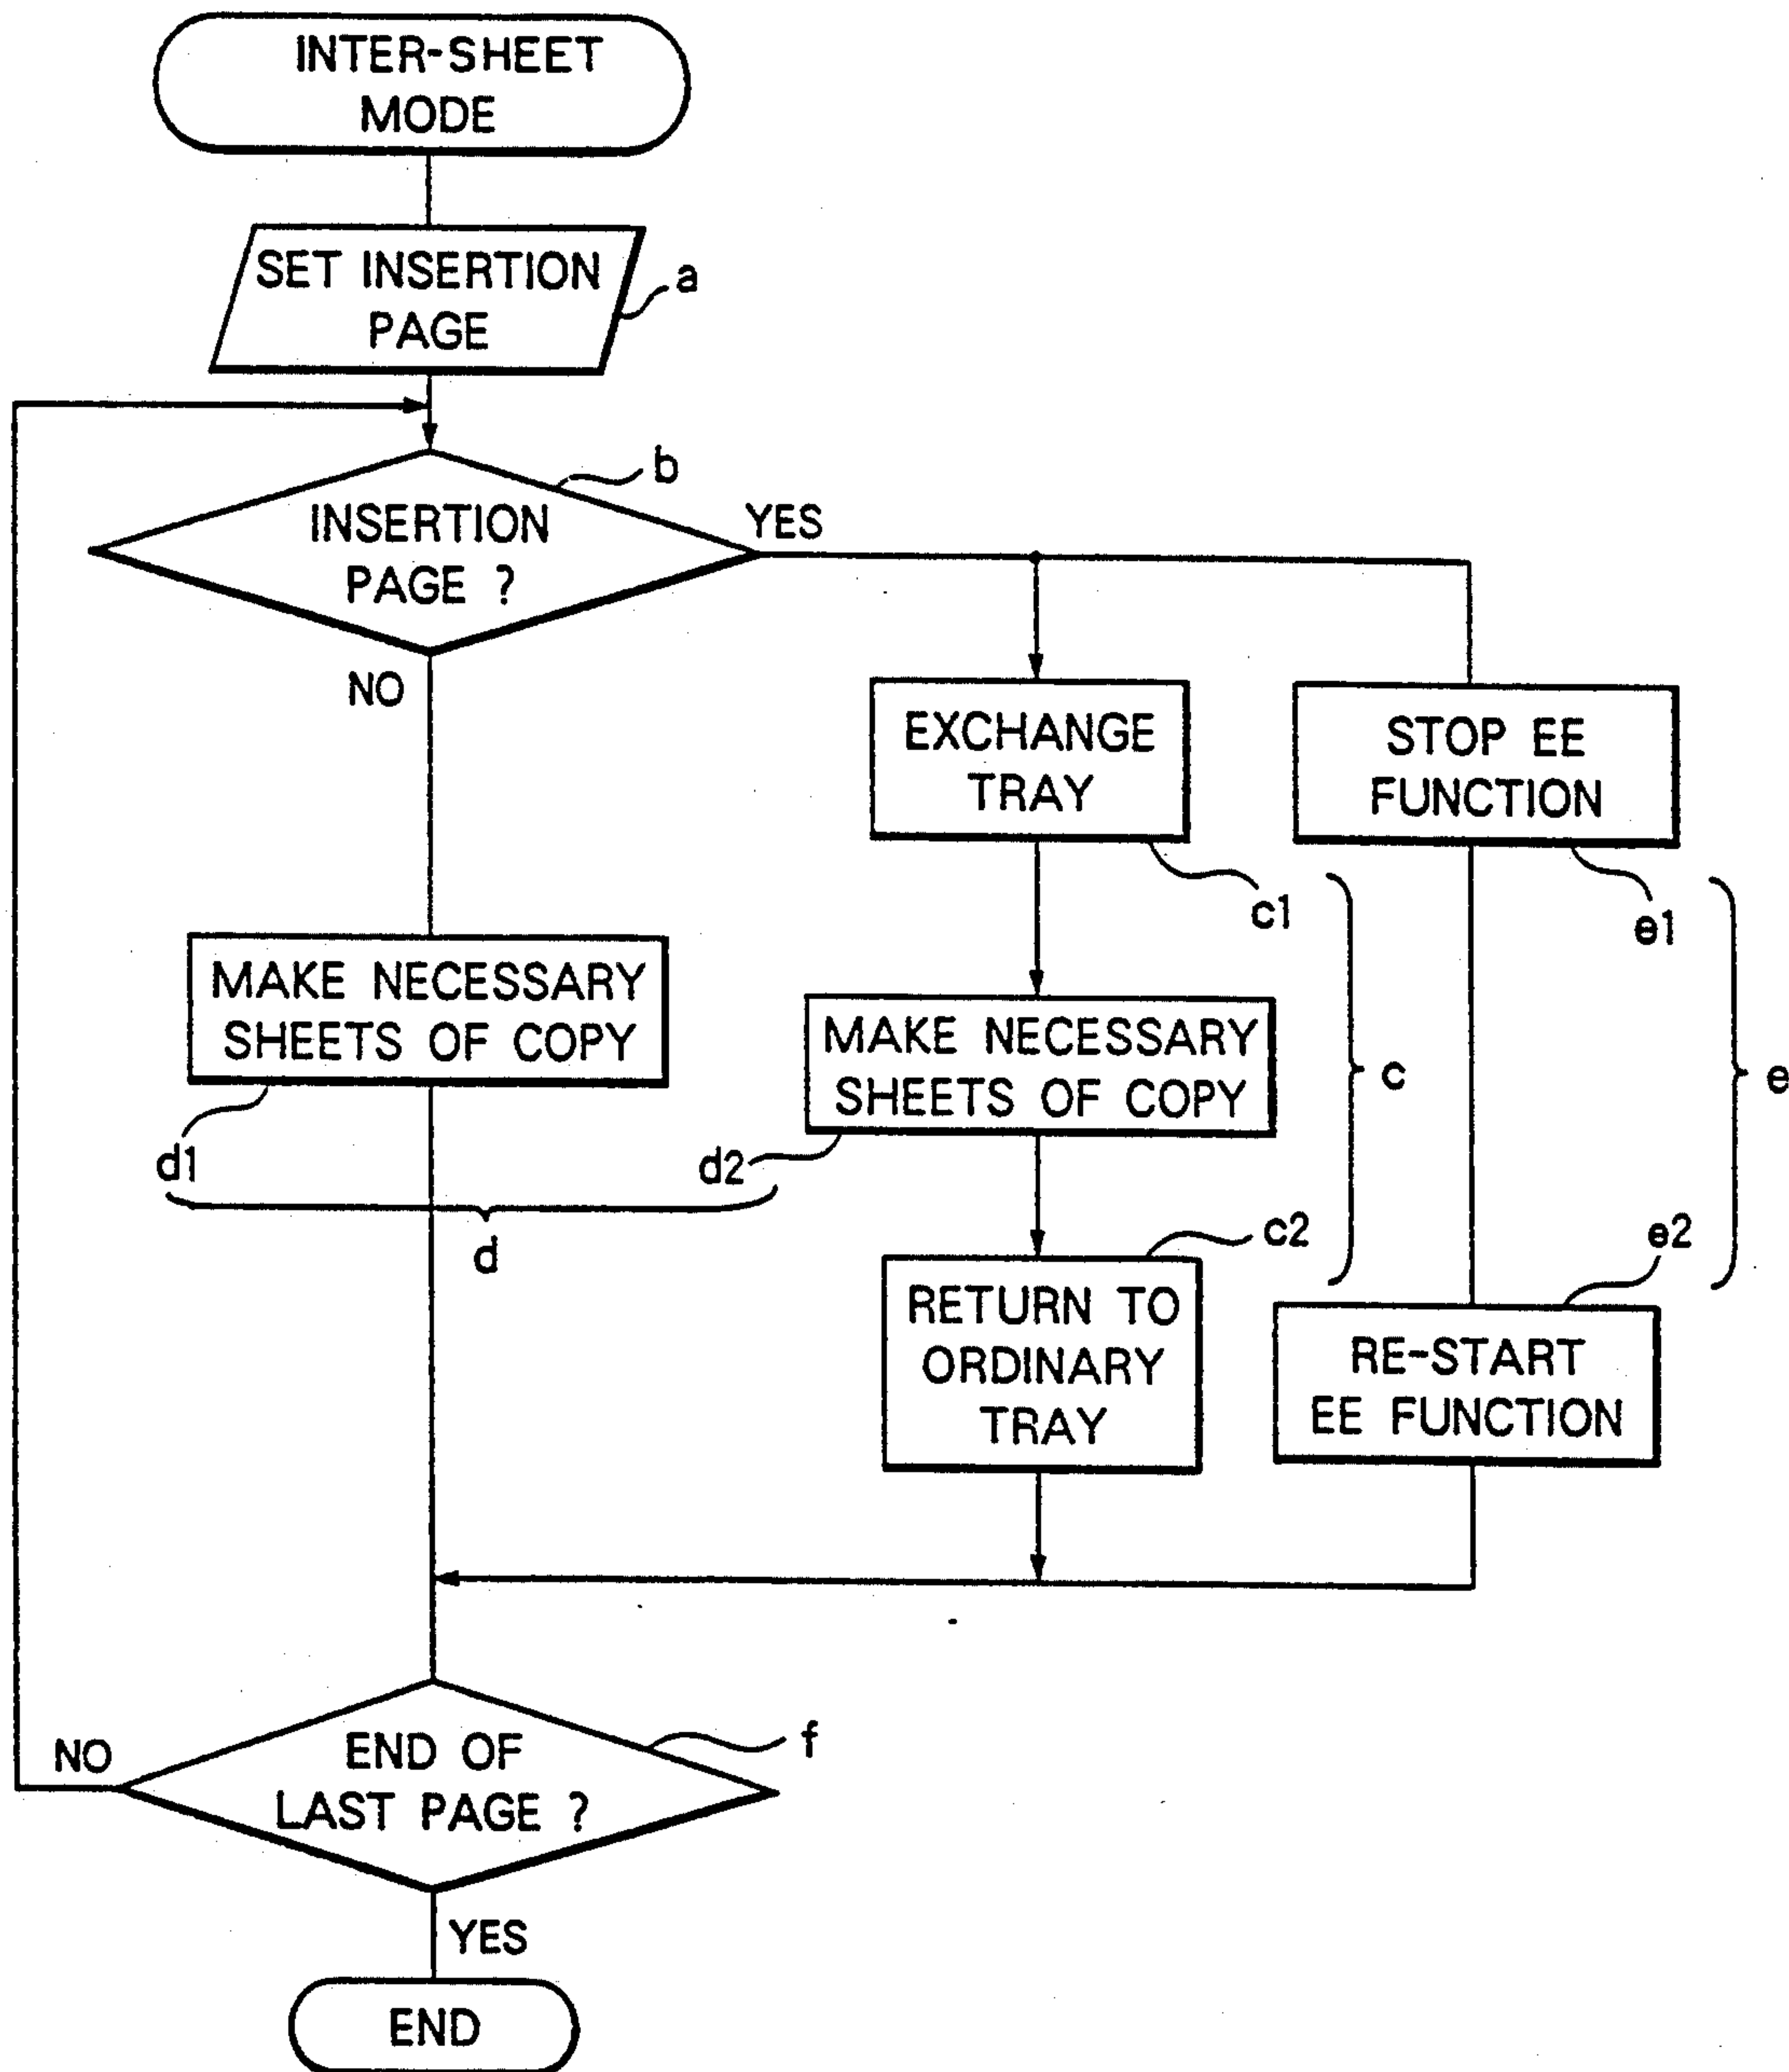 INTER-SHEET
MODE
SET INSERTION
PAGE
a
b
INSERTION
PAGE ?
YES
NO
EXCHANGE
TRAY
c1
STOP EE
FUNCTION
e1
MAKE NECESSARY
SHEETS OF COPY
d1
MAKE NECESSARY
SHEETS OF COPY
d2
c
e
d
c2
e2
RETURN TO
ORDINARY
TRAY
RE-START
EE FUNCTION
END OF
LAST PAGE ?
f
NO
YES
END